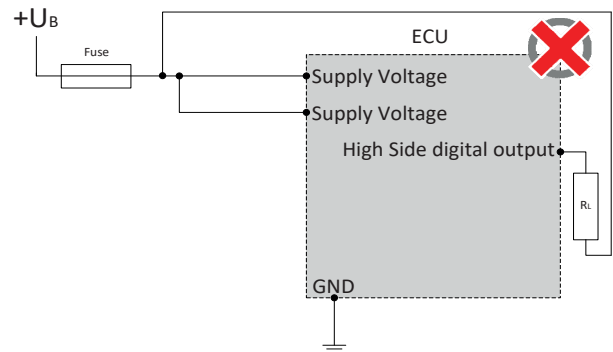 +UB
Fuse
ECU
Supply Voltage
Supply Voltage
High Side digital output
RL
GND